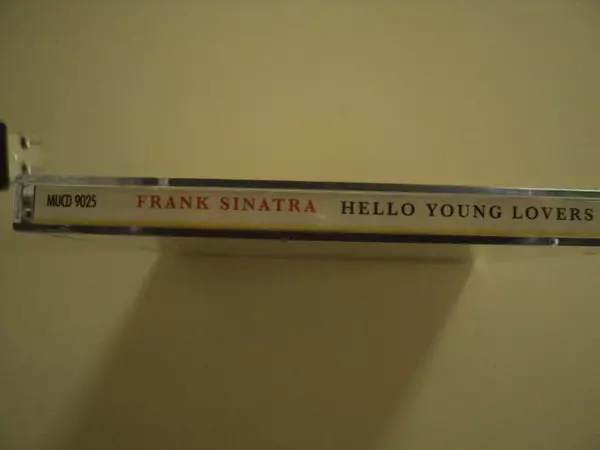 MUCD 9025 FRANK SINATRA HELLO YOUNG LOVERS